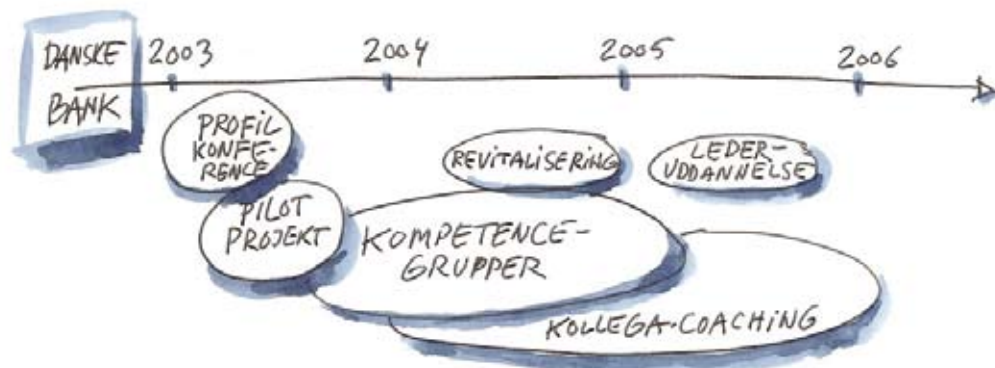 DANSKE
BANK
2003
2004
2005
2006
PROFIL
KONFE-
RENCE
PILOT
PROJEKT
REVITALISERING
LEDER-
UDDANNELSE
KOMPETENCE-
GRUPPER
KOLLEGA-COACHING